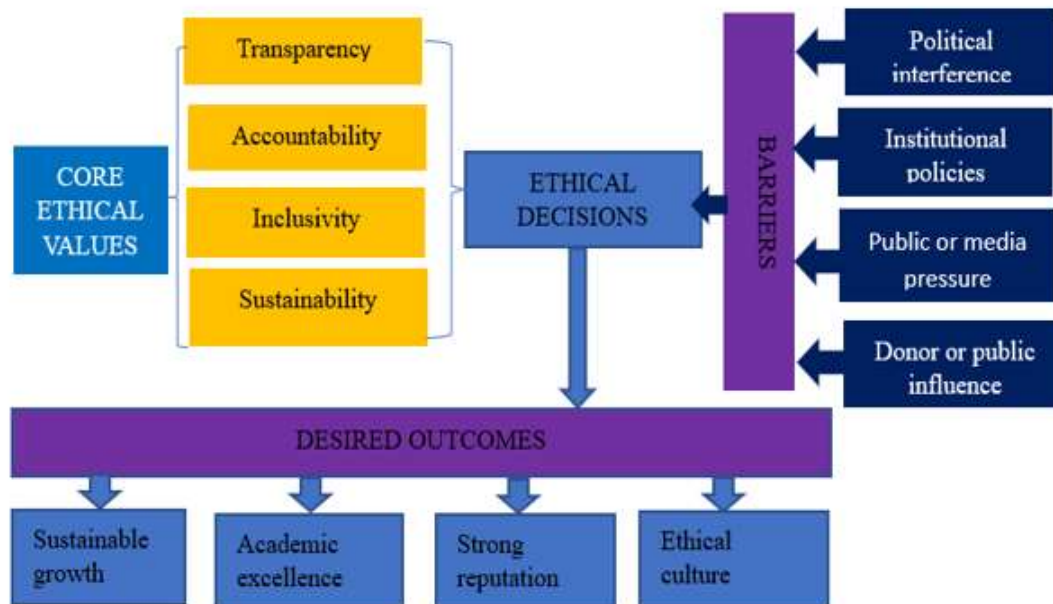 Transparency
Accountability
Inclusivity
Sustainability
CORE
ETHICAL
VALUES
ETHICAL
DECISIONS
BARRIERS
Political
interference
Institutional
policies
Public or media
pressure
Donor or public
influence
DESIRED OUTCOMES
Sustainable
growth
Academic
excellence
Strong
reputation
Ethical
culture